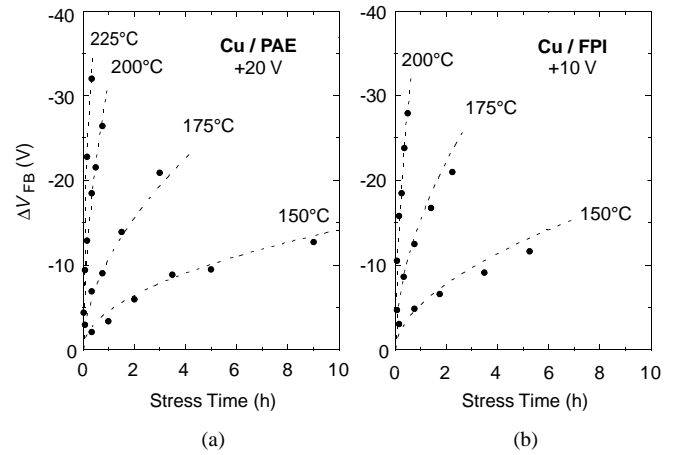 -40
-30
-20
-10
0
ΔV_FB (V)
225°C
200°C
175°C
150°C
Cu / PAE
+20 V
0 2 4 6 8 10
Stress Time (h)
(a)
-40
-30
-20
-10
0
200°C
175°C
150°C
Cu / FPI
+10 V
0 2 4 6 8 10
Stress Time (h)
(b)